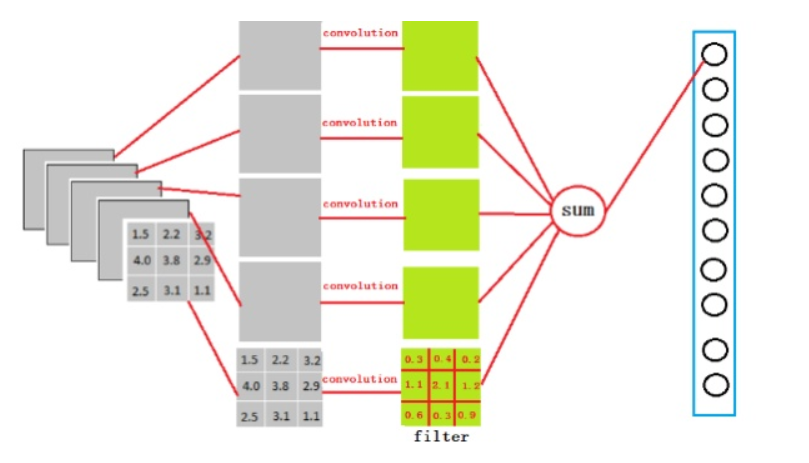 convolution
convolution
convolution
sum
1.5 2.2 3.2
4.0 3.8 2.9
2.5 3.1 1.1
convolution
1.5 2.2 3.2
4.0 3.8 2.9
2.5 3.1 1.1
convolution
0.3 0.4 0.2
1.1 2.1 1.2
0.6 0.3 0.9
filter